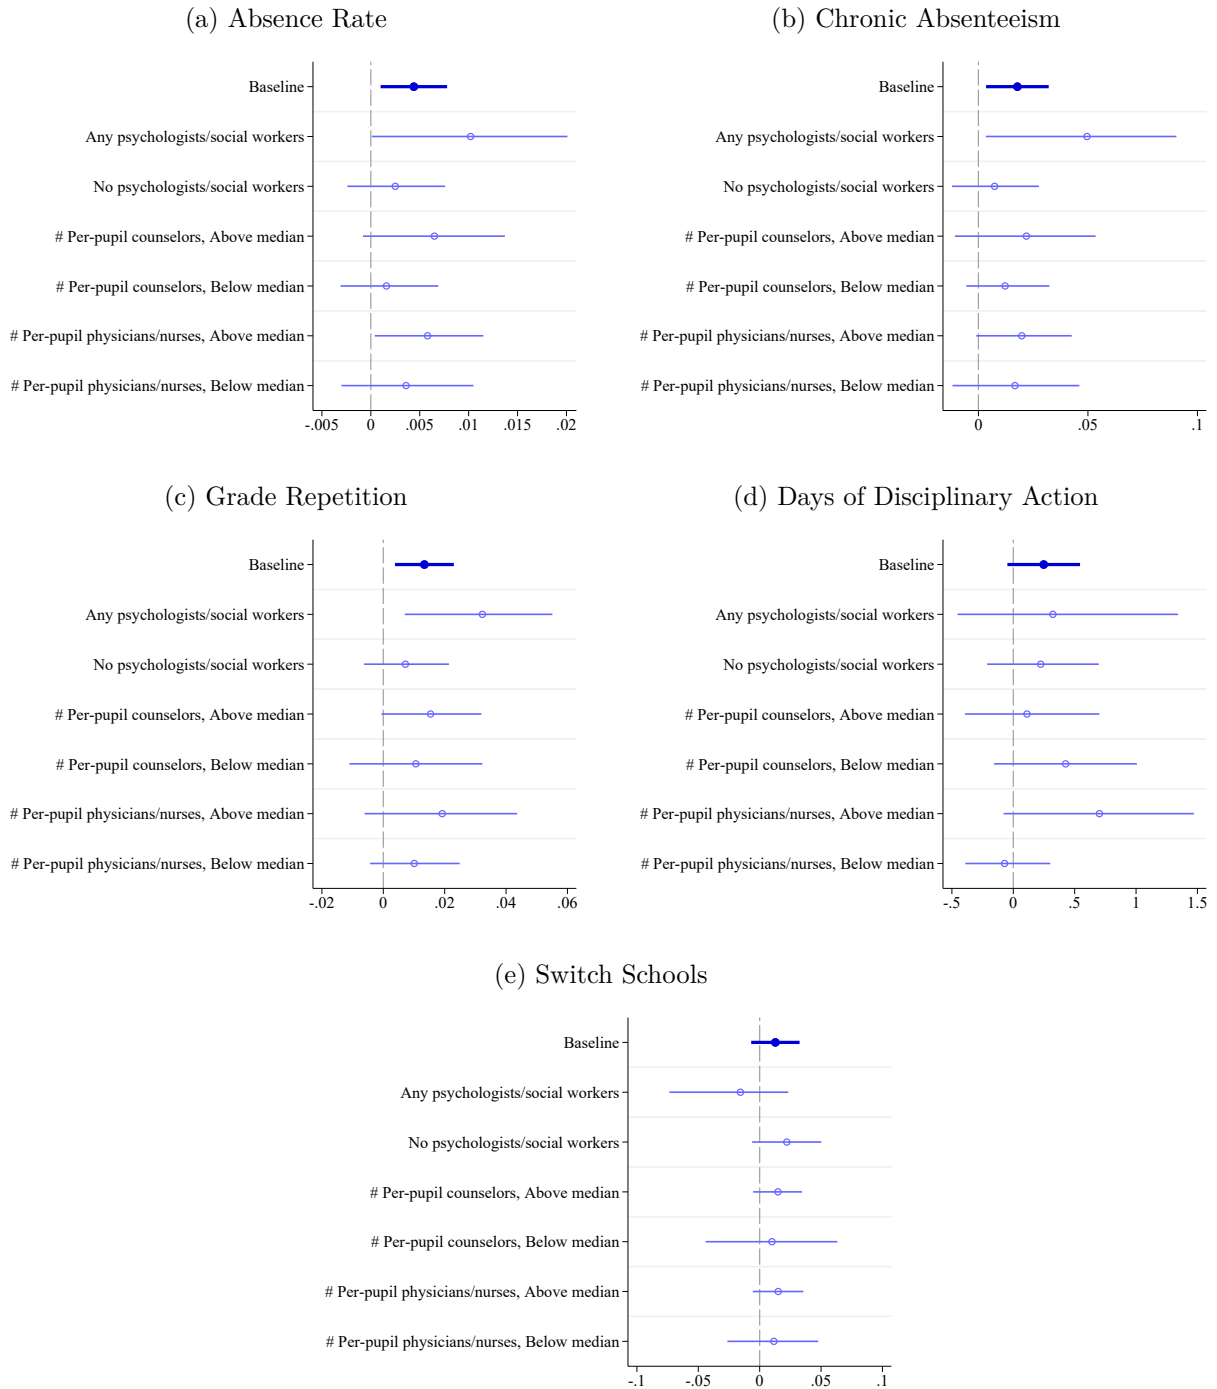 (a) Absence Rate
Baseline
Any psychologists/social workers
No psychologists/social workers
# Per-pupil counselors, Above median
# Per-pupil counselors, Below median
# Per-pupil physicians/nurses, Above median
# Per-pupil physicians/nurses, Below median
-.005 0 .005 .01 .015 .02
(b) Chronic Absenteeism
Baseline
Any psychologists/social workers
No psychologists/social workers
# Per-pupil counselors, Above median
# Per-pupil counselors, Below median
# Per-pupil physicians/nurses, Above median
# Per-pupil physicians/nurses, Below median
0 .05 .1
(c) Grade Repetition
Baseline
Any psychologists/social workers
No psychologists/social workers
# Per-pupil counselors, Above median
# Per-pupil counselors, Below median
# Per-pupil physicians/nurses, Above median
# Per-pupil physicians/nurses, Below median
-.02 0 .02 .04 .06
(d) Days of Disciplinary Action
Baseline
Any psychologists/social workers
No psychologists/social workers
# Per-pupil counselors, Above median
# Per-pupil counselors, Below median
# Per-pupil physicians/nurses, Above median
# Per-pupil physicians/nurses, Below median
-.5 0 .5 1 1.5
(e) Switch Schools
Baseline
Any psychologists/social workers
No psychologists/social workers
# Per-pupil counselors, Above median
# Per-pupil counselors, Below median
# Per-pupil physicians/nurses, Above median
# Per-pupil physicians/nurses, Below median
-.1 -.05 0 .05 .1